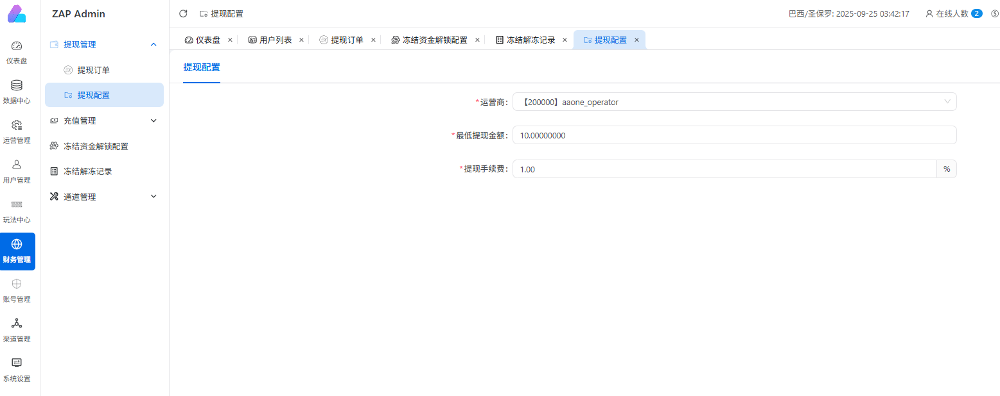 ZAP Admin
提现配置
巴西/圣保罗: 2025-09-25 03:42:17
在线人数 2
仪表盘
数据中心
运营管理
用户管理
玩法中心
财务管理
账号管理
渠道管理
系统设置
提现管理
提现订单
提现配置
充值管理
冻结资金解锁配置
冻结解冻记录
通道管理
仪表盘 × 用户列表 × 提现订单 × 冻结资金解锁配置 × 冻结解冻记录 × 提现配置 ×
提现配置
*运营商: 【200000】aaone_operator
*最低提现金额: 10.00000000
*提现手续费: 1.00 %